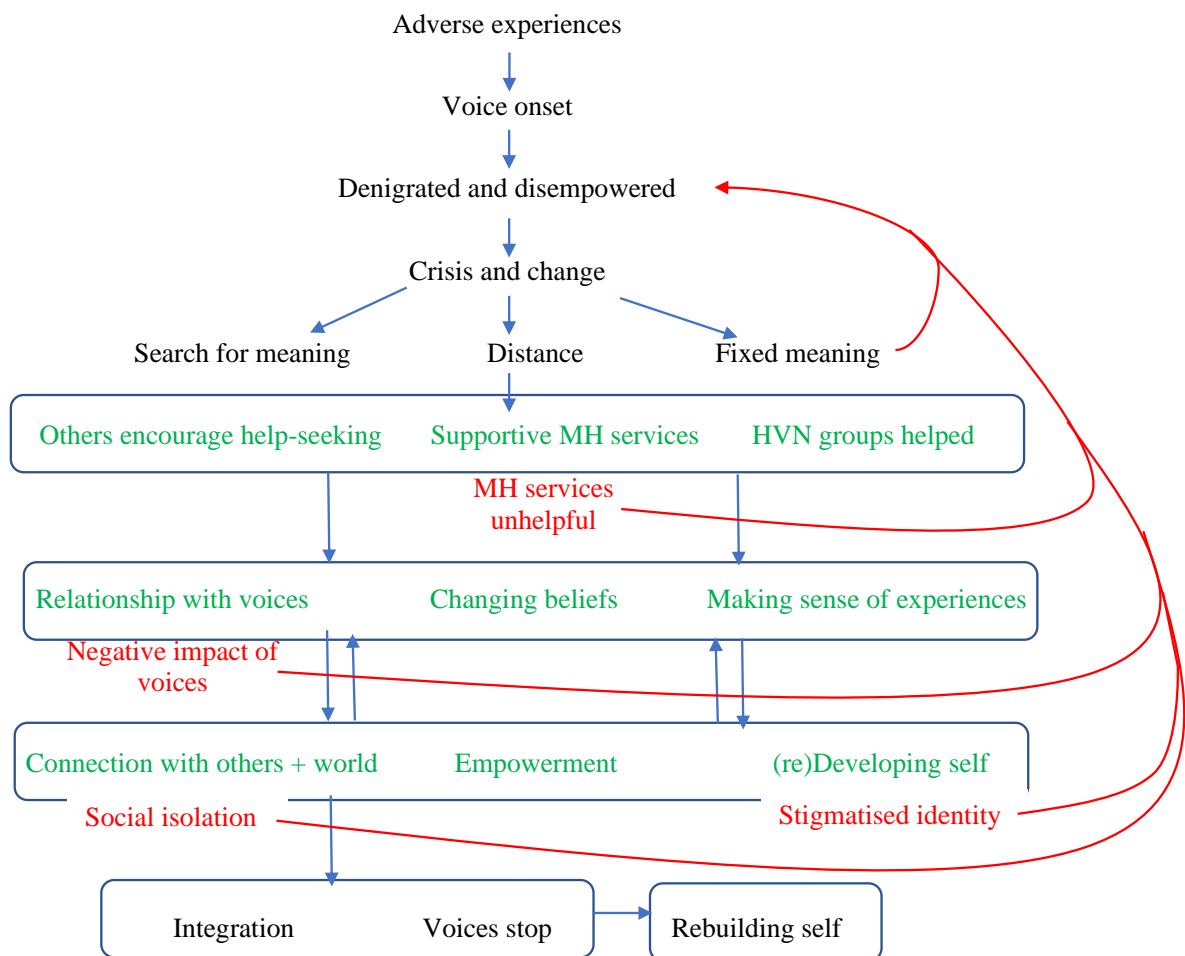 Adverse experiences
Voice onset
Denigrated and disempowered
Crisis and change
Search for meaning
Distance
Fixed meaning
Others encourage help-seeking
Supportive MH services
HVN groups helped
MH services
unhelpful
Relationship with voices
Changing beliefs
Making sense of experiences
Negative impact of
voices
Connection with others + world
Empowerment
(re)Developing self
Social isolation
Stigmatised identity
Integration
Voices stop
Rebuilding self